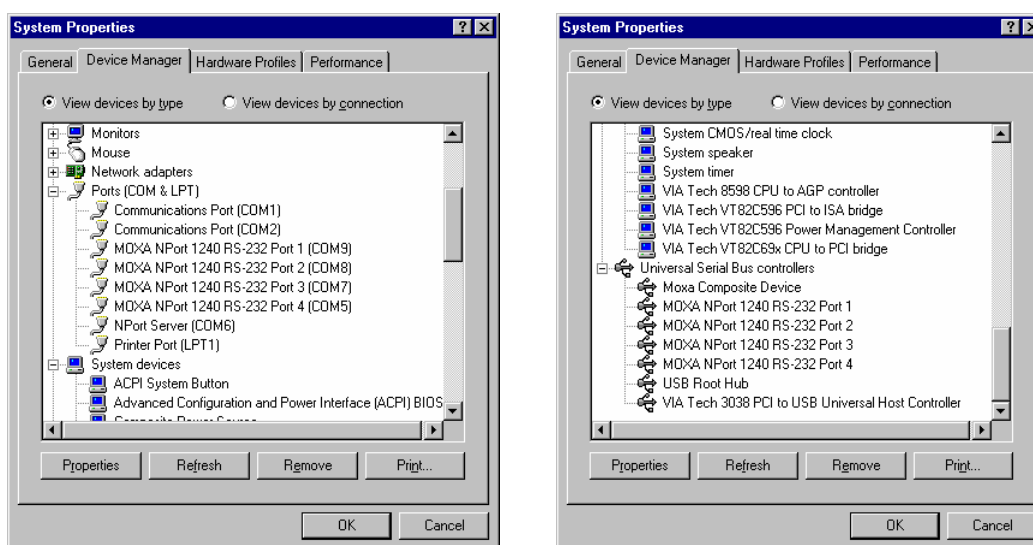 System Properties
General Device Manager Hardware Profiles Performance
View devices by type View devices by connection
Monitors
Mouse
Network adapters
Ports (COM & LPT)
Communications Port (COM1)
Communications Port (COM2)
MOXA NPort 1240 RS-232 Port 1 (COM9)
MOXA NPort 1240 RS-232 Port 2 (COM8)
MOXA NPort 1240 RS-232 Port 3 (COM7)
MOXA NPort 1240 RS-232 Port 4 (COM5)
NPort Server (COM6)
Printer Port (LPT1)
System devices
ACPI System Button
Advanced Configuration and Power Interface (ACPI) BIOS
Composite Power Source
Properties Refresh Remove Print...
OK Cancel
System Properties
General Device Manager Hardware Profiles Performance
View devices by type View devices by connection
System CMOS/real time clock
System speaker
System timer
VIA Tech 8598 CPU to AGP controller
VIA Tech VT82C596 PCI to ISA bridge
VIA Tech VT82C596 Power Management Controller
VIA Tech VT82C69x CPU to PCI bridge
Universal Serial Bus controllers
Moxa Composite Device
MOXA NPort 1240 RS-232 Port 1
MOXA NPort 1240 RS-232 Port 2
MOXA NPort 1240 RS-232 Port 3
MOXA NPort 1240 RS-232 Port 4
USB Root Hub
VIA Tech 3038 PCI to USB Universal Host Controller
Properties Refresh Remove Print...
OK Cancel